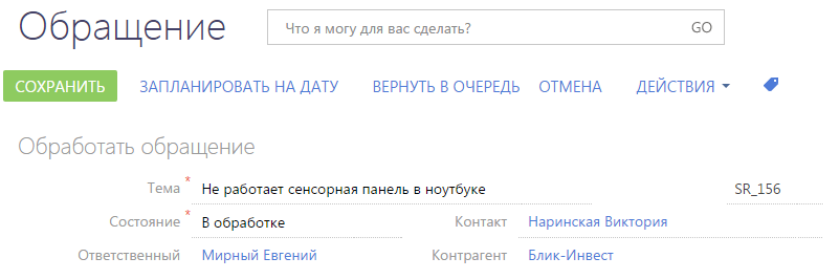 Обращение
Что я могу для вас сделать? GO
СОХРАНИТЬ ЗАПЛАНИРОВАТЬ НА ДАТУ ВЕРНУТЬ В ОЧЕРЕДЬ ОТМЕНА ДЕЙСТВИЯ
Обработать обращение
Тема * Не работает сенсорная панель в ноутбуке SR_156
Состояние * В обработке Контакт Наринская Виктория
Ответственный Мирный Евгений Контрагент Блик-Инвест